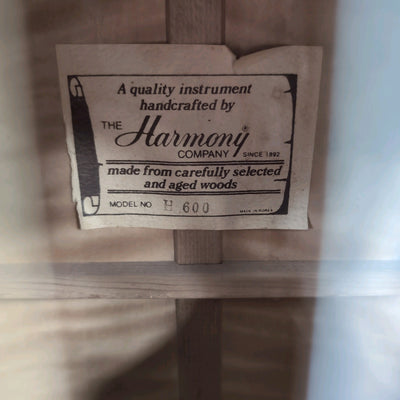 A quality instrument
handcrafted by
THE Harmony®
COMPANY SINCE 1892
made from carefully selected
and aged woods
MODEL NO H 600 MADE IN KOREA